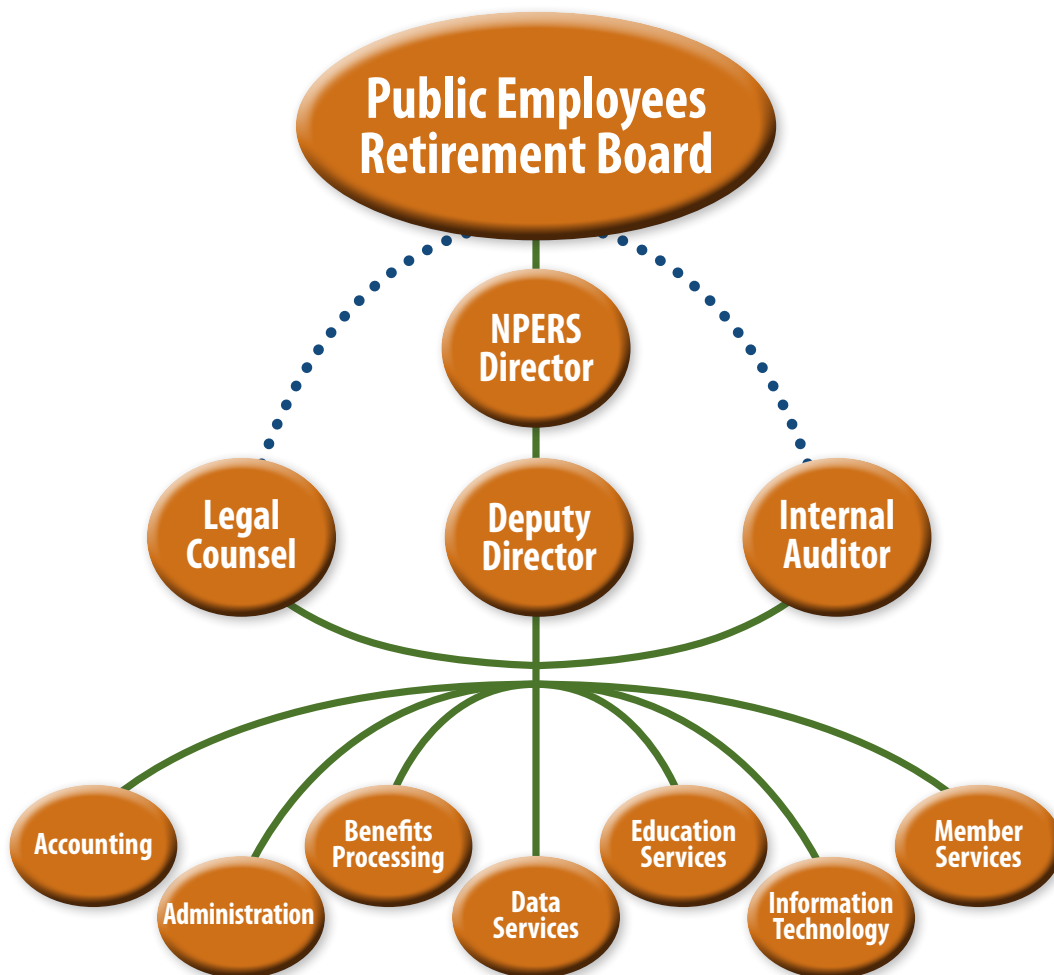 Public Employees
Retirement Board
NPERS
Director
Legal
Counsel
Deputy
Director
Internal
Auditor
Accounting
Administration
Benefits
Processing
Data
Services
Education
Services
Information
Technology
Member
Services